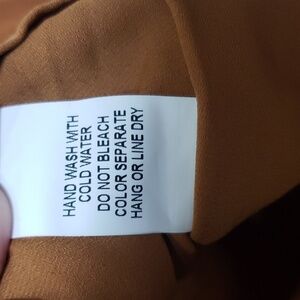 HAND WASH WITH
COLD WATER
DO NOT BLEACH
COLOR SEPARATE
HANG OR LINE DRY